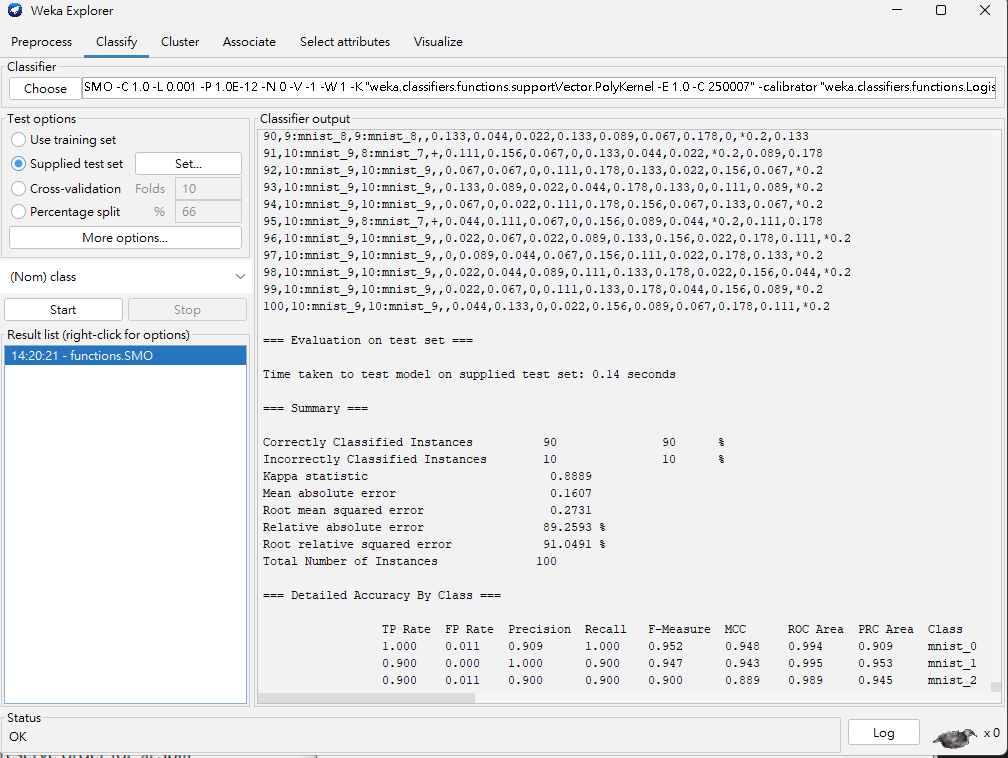 Weka Explorer
Preprocess Classify Cluster Associate Select attributes Visualize
Classifier
Choose SMO -C 1.0 -L 0.001 -P 1.0E-12 -N 0 -V -1 -W 1 -K "weka.classifiers.functions.supportVector.PolyKernel -E 1.0 -C 250007" -calibrator "weka.classifiers.functions.Logis
Test options
Use training set
Supplied test set Set...
Cross-validation Folds 10
Percentage split % 66
More options...
(Nom) class
Start Stop
Result list (right-click for options)
14:20:21 - functions.SMO
Classifier output
90,9:mnist_8,9:mnist_8,,0.133,0.044,0.022,0.133,0.089,0.067,0.178,0,*0.2,0.133
91,10:mnist_9,8:mnist_7,+,0.111,0.156,0.067,0,0.133,0.044,0.022,*0.2,0.089,0.178
92,10:mnist_9,10:mnist_9,,0.067,0.067,0,0.111,0.178,0.133,0.022,0.156,0.067,*0.2
93,10:mnist_9,10:mnist_9,,0.133,0.089,0.022,0.044,0.178,0.133,0,0.111,0.089,*0.2
94,10:mnist_9,10:mnist_9,,0.067,0,0.022,0.111,0.178,0.156,0.067,0.133,0.067,*0.2
95,10:mnist_9,8:mnist_7,+,0.044,0.111,0.067,0,0.156,0.089,0.044,*0.2,0.111,0.178
96,10:mnist_9,10:mnist_9,,0.022,0.067,0.022,0.089,0.133,0.156,0.022,0.178,0.111,*0.2
97,10:mnist_9,10:mnist_9,,0,0.089,0.044,0.067,0.156,0.111,0.022,0.178,0.133,*0.2
98,10:mnist_9,10:mnist_9,,0.022,0.044,0.089,0.111,0.133,0.178,0.022,0.156,0.044,*0.2
99,10:mnist_9,10:mnist_9,,0.022,0.067,0,0.111,0.133,0.178,0.044,0.156,0.089,*0.2
100,10:mnist_9,10:mnist_9,,0.044,0.133,0,0.022,0.156,0.089,0.067,0.178,0.111,*0.2
=== Evaluation on test set ===
Time taken to test model on supplied test set: 0.14 seconds
=== Summary ===
Correctly Classified Instances 90 90 %
Incorrectly Classified Instances 10 10 %
Kappa statistic 0.8889
Mean absolute error 0.1607
Root mean squared error 0.2731
Relative absolute error 89.2593 %
Root relative squared error 91.0491 %
Total Number of Instances 100
=== Detailed Accuracy By Class ===
TP Rate FP Rate Precision Recall F-Measure MCC ROC Area PRC Area Class
1.000 0.011 0.909 1.000 0.952 0.948 0.994 0.909 mnist_0
0.900 0.000 1.000 0.900 0.947 0.943 0.995 0.953 mnist_1
0.900 0.011 0.900 0.900 0.900 0.889 0.989 0.945 mnist_2
Status
OK
Log x 0